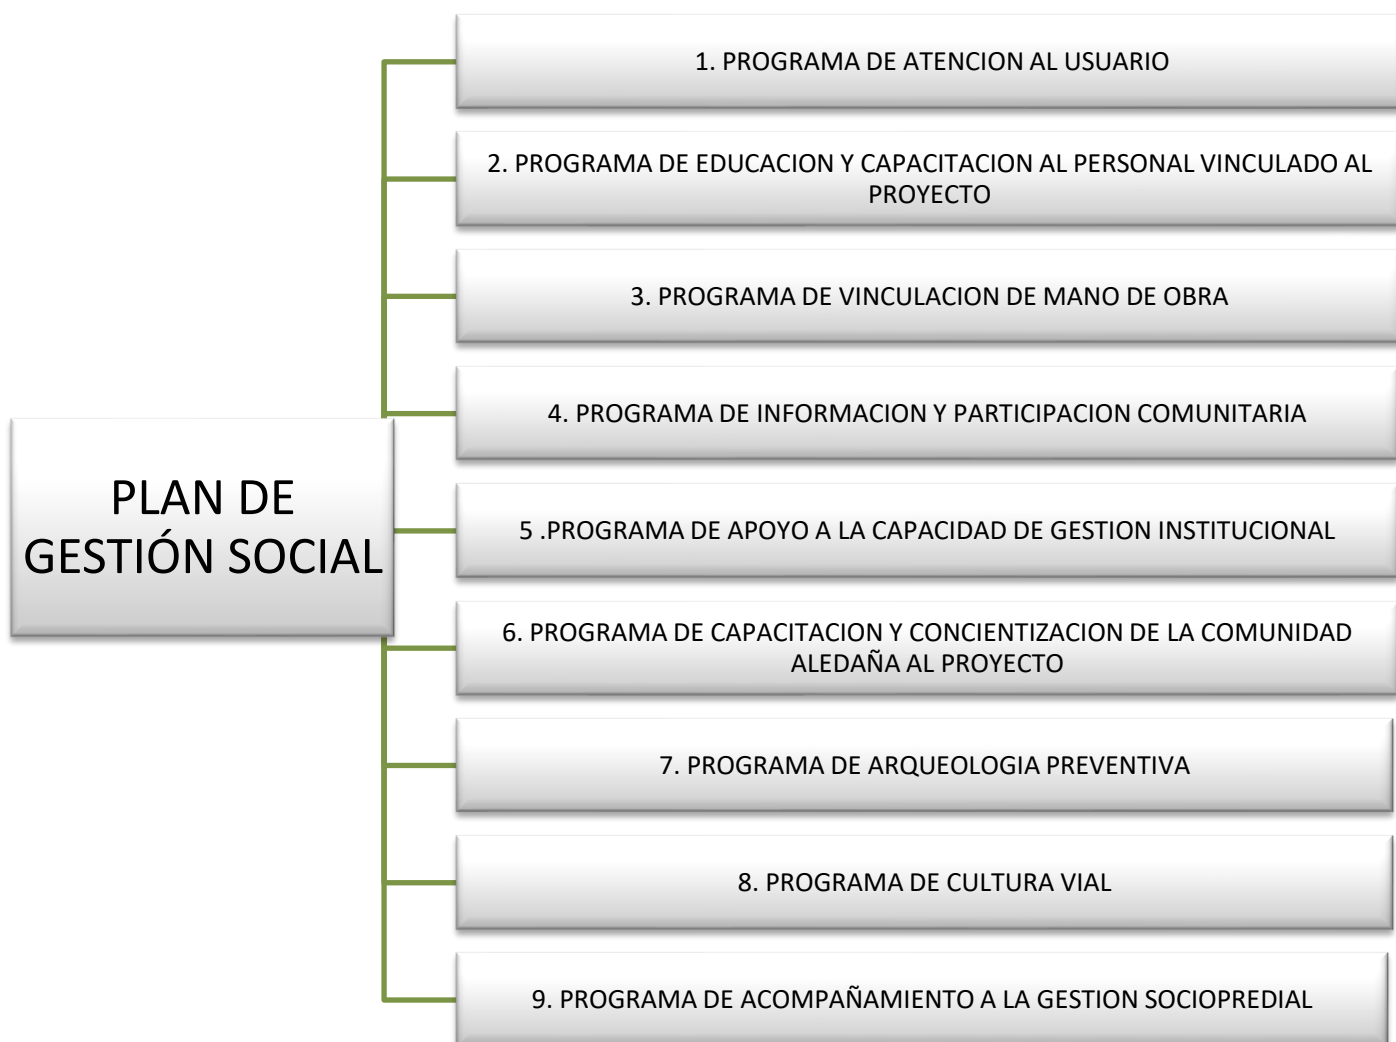 1. PROGRAMA DE ATENCION AL USUARIO
2. PROGRAMA DE EDUCACION Y CAPACITACION AL PERSONAL VINCULADO AL
PROYECTO
3. PROGRAMA DE VINCULACION DE MANO DE OBRA
4. PROGRAMA DE INFORMACION Y PARTICIPACION COMUNITARIA
PLAN DE
GESTIÓN SOCIAL
5 .PROGRAMA DE APOYO A LA CAPACIDAD DE GESTION INSTITUCIONAL
6. PROGRAMA DE CAPACITACION Y CONCIENTIZACION DE LA COMUNIDAD
ALEDAÑA AL PROYECTO
7. PROGRAMA DE ARQUEOLOGIA PREVENTIVA
8. PROGRAMA DE CULTURA VIAL
9. PROGRAMA DE ACOMPAÑAMIENTO A LA GESTION SOCIOPREDIAL